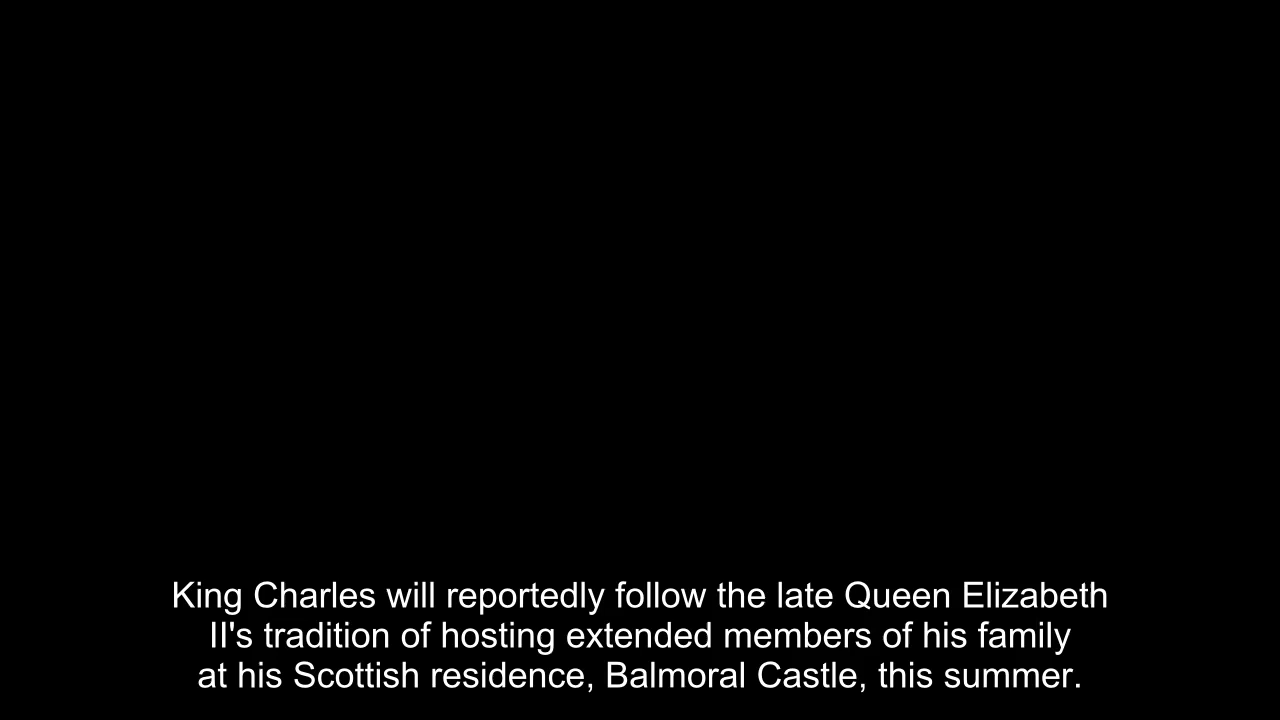 King Charles will reportedly follow the late Queen Elizabeth
II's tradition of hosting extended members of his family
at his Scottish residence, Balmoral Castle, this summer.